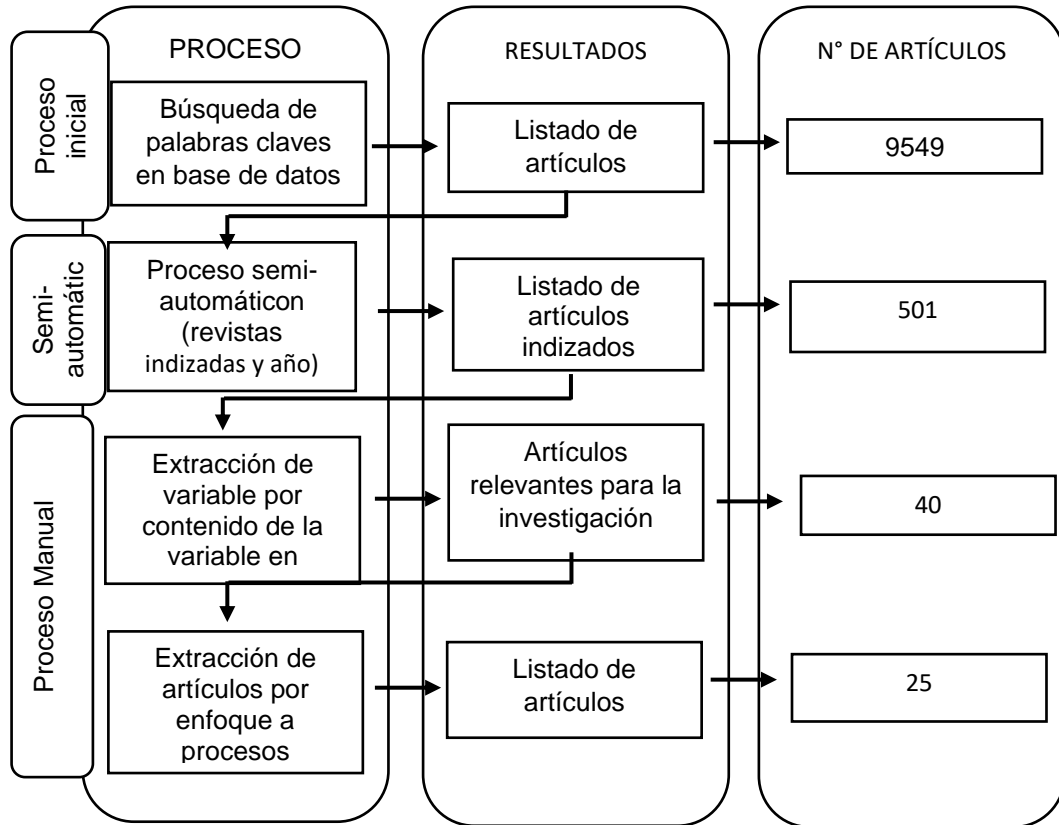 PROCESO
RESULTADOS
N° DE ARTÍCULOS
Proceso
inicial
Búsqueda de
palabras claves
en base de datos
Listado de
artículos
9549
Semi-
automátic
Proceso semi-
automáticon
(revistas
indizadas y año)
Listado de
artículos
indizados
501
Proceso Manual
Extracción de
variable por
contenido de la
variable en
Artículos
relevantes para la
investigación
40
Extracción de
artículos por
enfoque a
procesos
Listado de
artículos
25